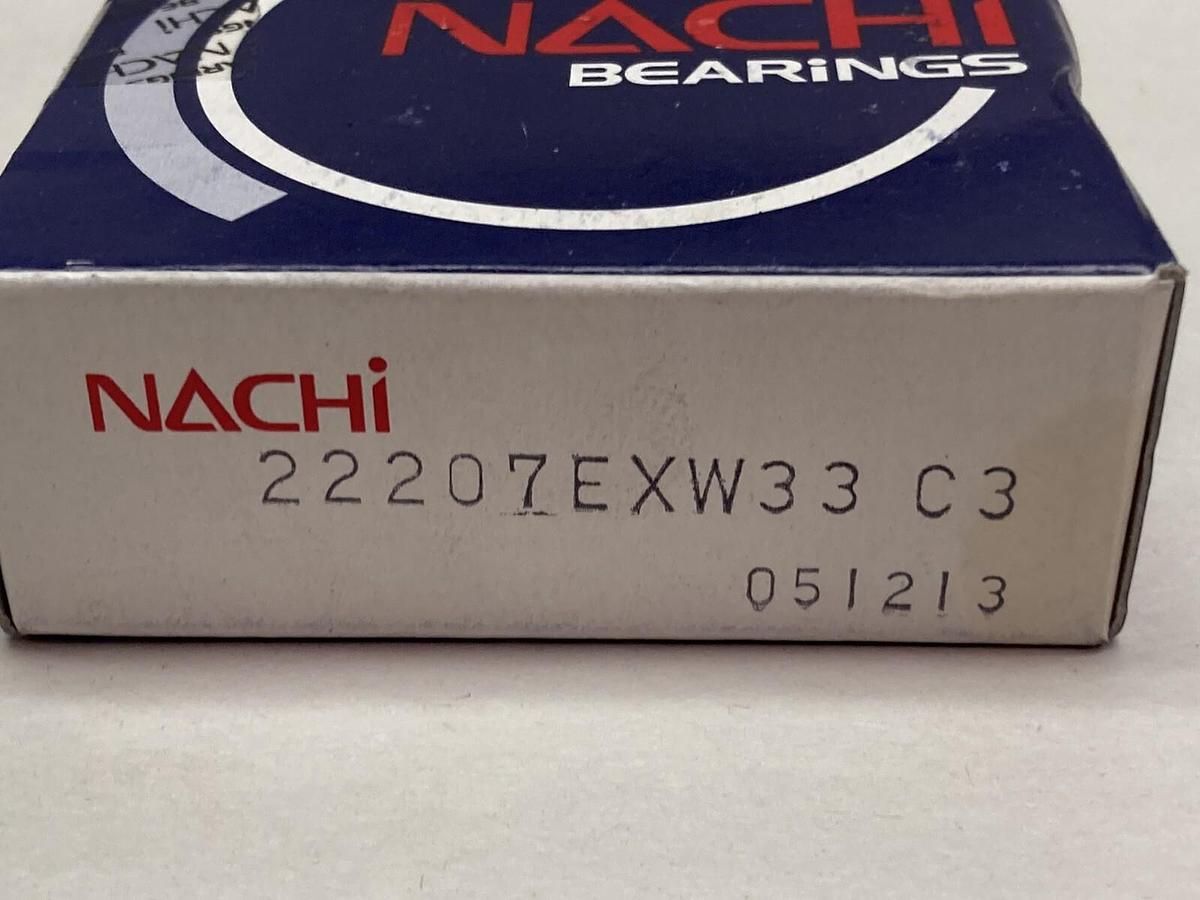 NACHI
BEARINGS
NACHI
22207EXW33 C3
051213